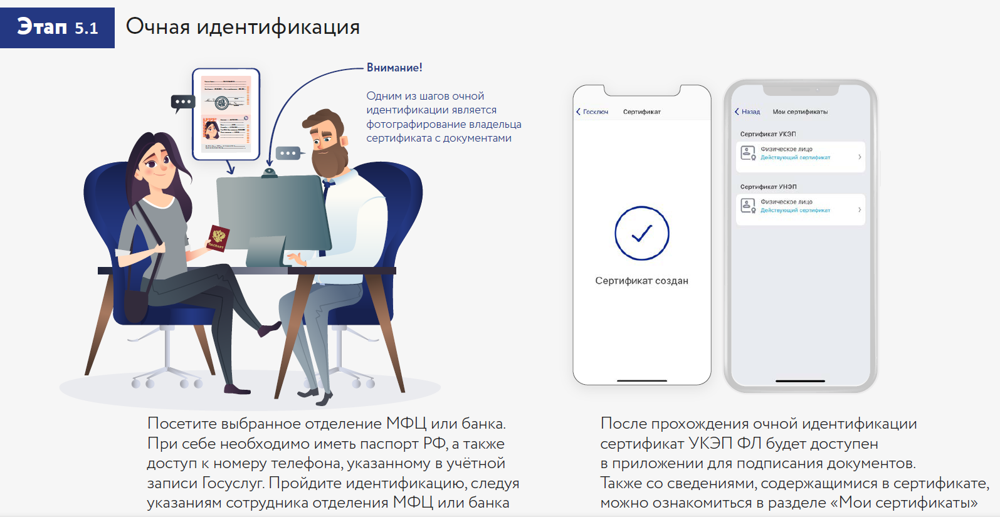 Этап 5.1
Очная идентификация
Внимание!
Одним из шагов очной
идентификации является
фотографирование владельца
сертификата с документами
ПАСПОРТ
Посетите выбранное отделение МФЦ или банка.
При себе необходимо иметь паспорт РФ, а также
доступ к номеру телефона, указанному в учётной
записи Госуслуг. Пройдите идентификацию, следуя
указаниям сотрудника отделения МФЦ или банка
Госключ
Сертификат
Сертификат создан
Назад
Мои сертификаты
Сертификат УКЭП
Физическое лицо
Действующий сертификат
Сертификат УНЭП
Физическое лицо
Действующий сертификат
После прохождения очной идентификации
сертификат УКЭП ФЛ будет доступен
в приложении для подписания документов.
Также со сведениями, содержащимися в сертификате,
можно ознакомиться в разделе «Мои сертификаты»